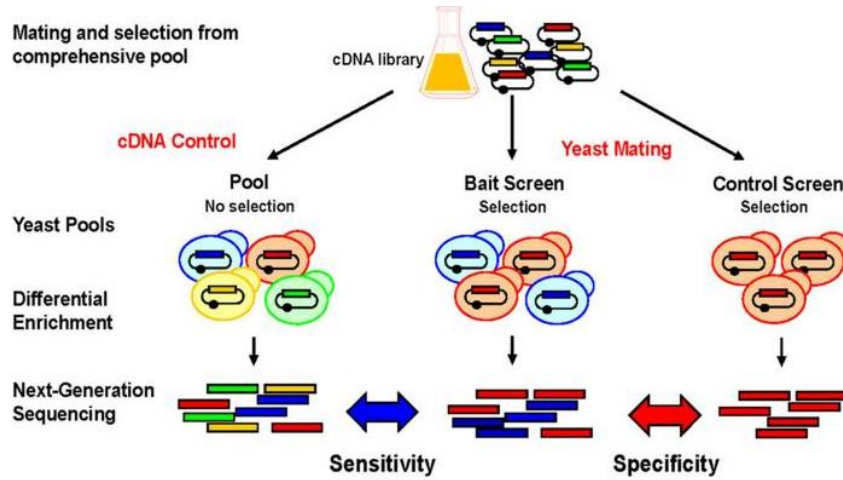 Mating and selection from
comprehensive pool
cDNA library
cDNA Control
Yeast Mating
Pool
No selection
Bait Screen
Selection
Control Screen
Selection
Yeast Pools
Differential
Enrichment
Next-Generation
Sequencing
Sensitivity
Specificity